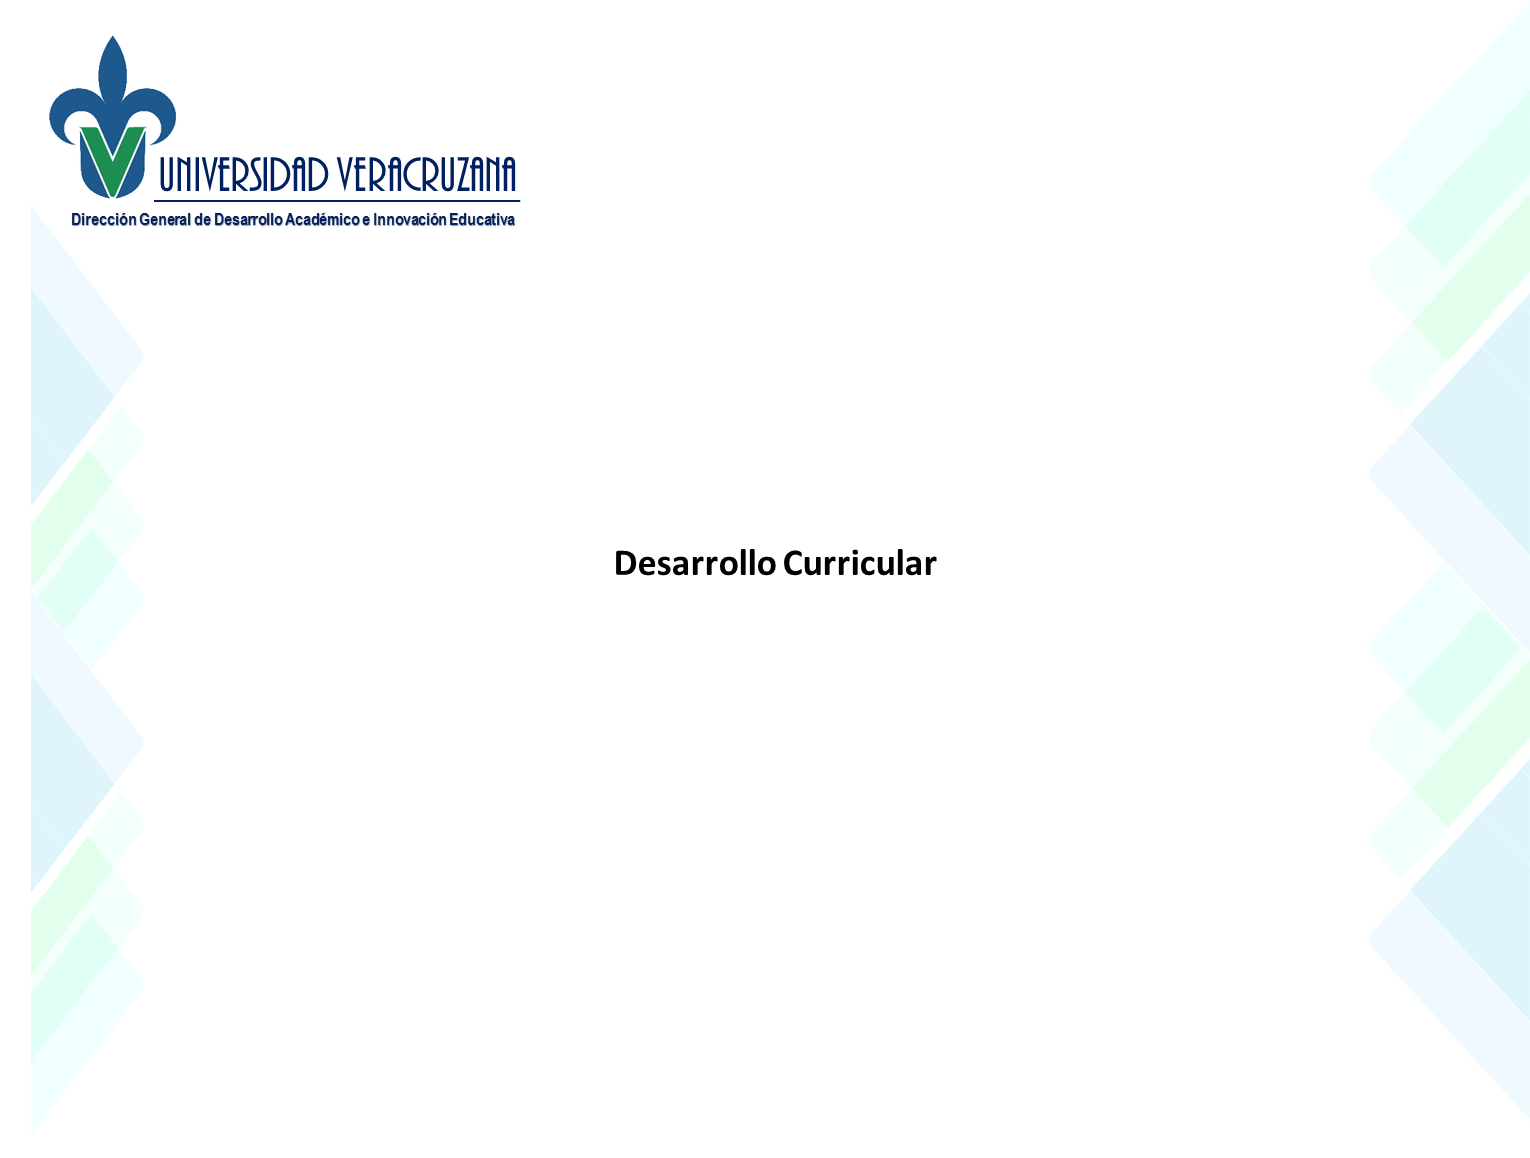 UNIVERSIDAD VERACRUZANA
Dirección General de Desarrollo Académico e Innovación Educativa
Desarrollo Curricular